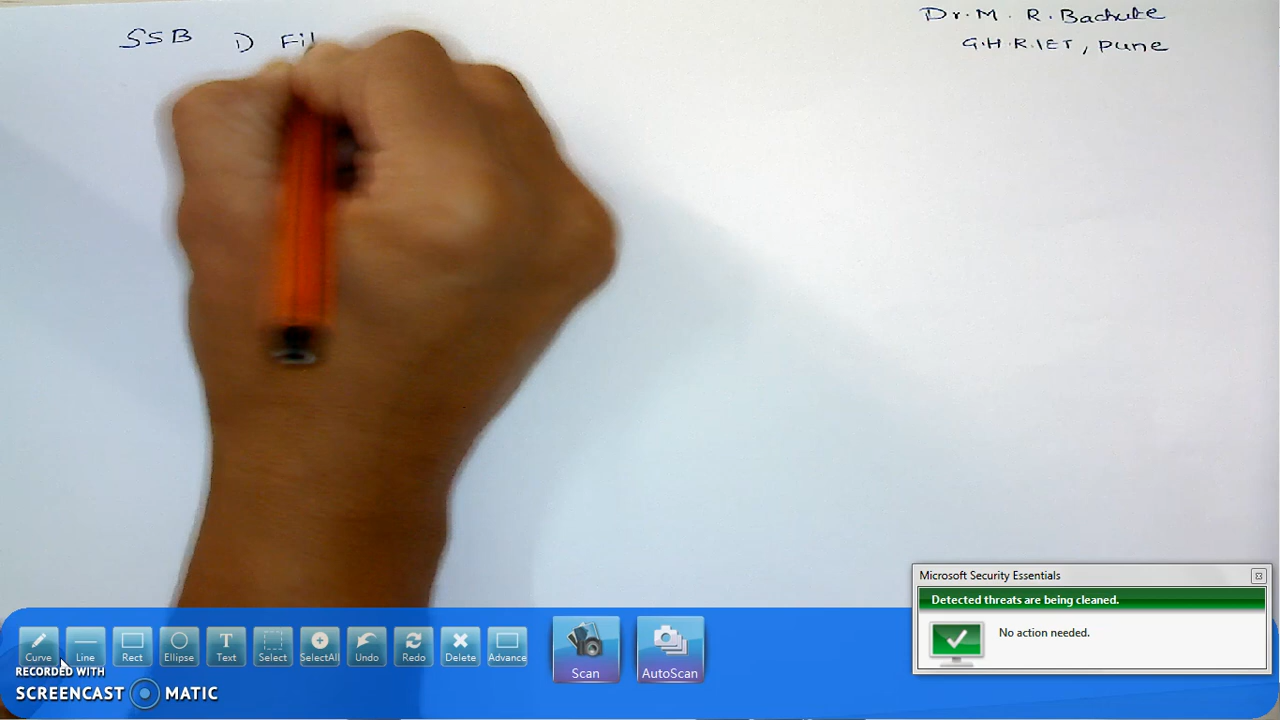 SSB D Fil
Dr. M. R. Bachute
G.H.R.IET, Pune
Microsoft Security Essentials
Detected threats are being cleaned.
No action needed.
Curve Line Rect Ellipse Text Select SelectAll Undo Redo Delete Advance Scan AutoScan
RECORDED WITH
SCREENCAST MATIC